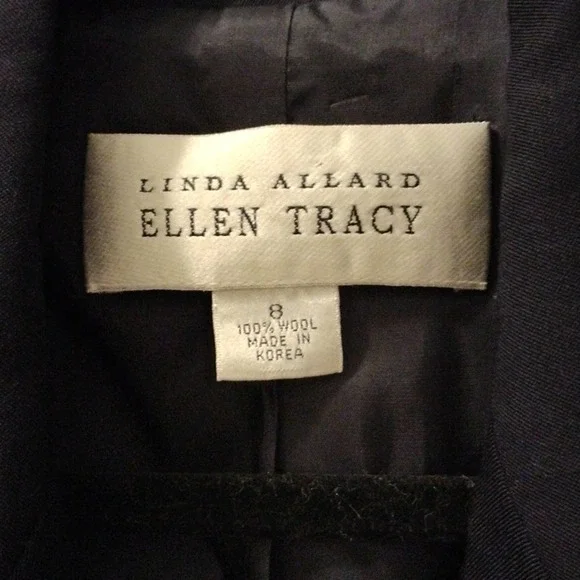 LINDA ALLARD
ELLEN TRACY
8
100% WOOL
MADE IN
KOREA